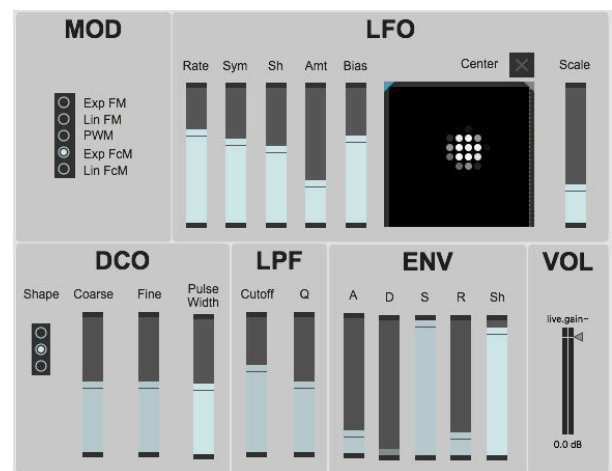 MOD
Exp FM
Lin FM
PWM
Exp FcM
Lin FcM
LFO
Rate Sym Sh Amt Bias Center Scale
DCO
Shape Coarse Fine Pulse Width
LPF
Cutoff Q
ENV
A D S R Sh
VOL
live.gain~
0.0 dB